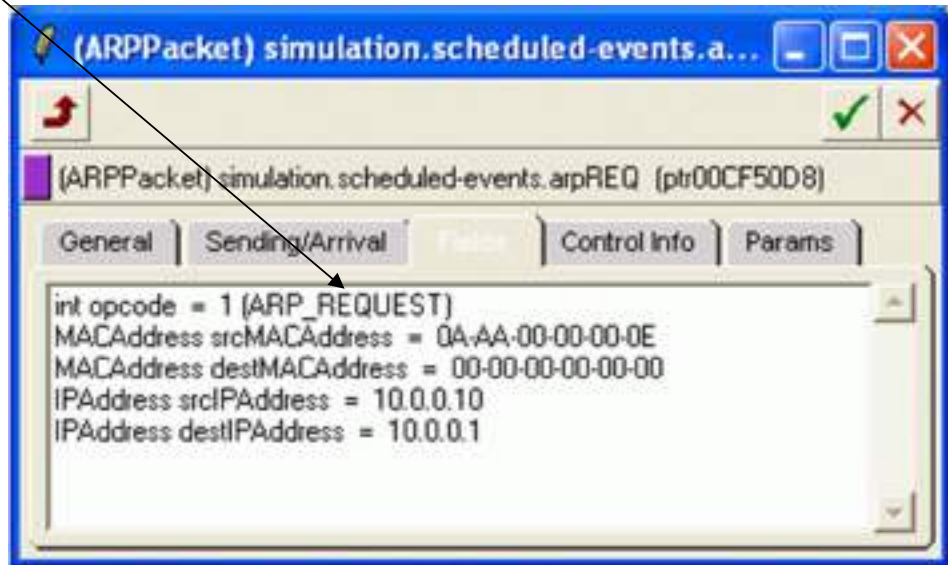 (ARPPacket) simulation.scheduled-events.a...
(ARPPacket) simulation.scheduled-events.arpREQ (ptr00CF50D8)
General Sending/Arrival Fields Control Info Params
int opcode = 1 (ARP_REQUEST)
MACAddress srcMACAddress = 0A-AA-00-00-00-0E
MACAddress destMACAddress = 00-00-00-00-00-00
IPAddress srcIPAddress = 10.0.0.10
IPAddress destIPAddress = 10.0.0.1